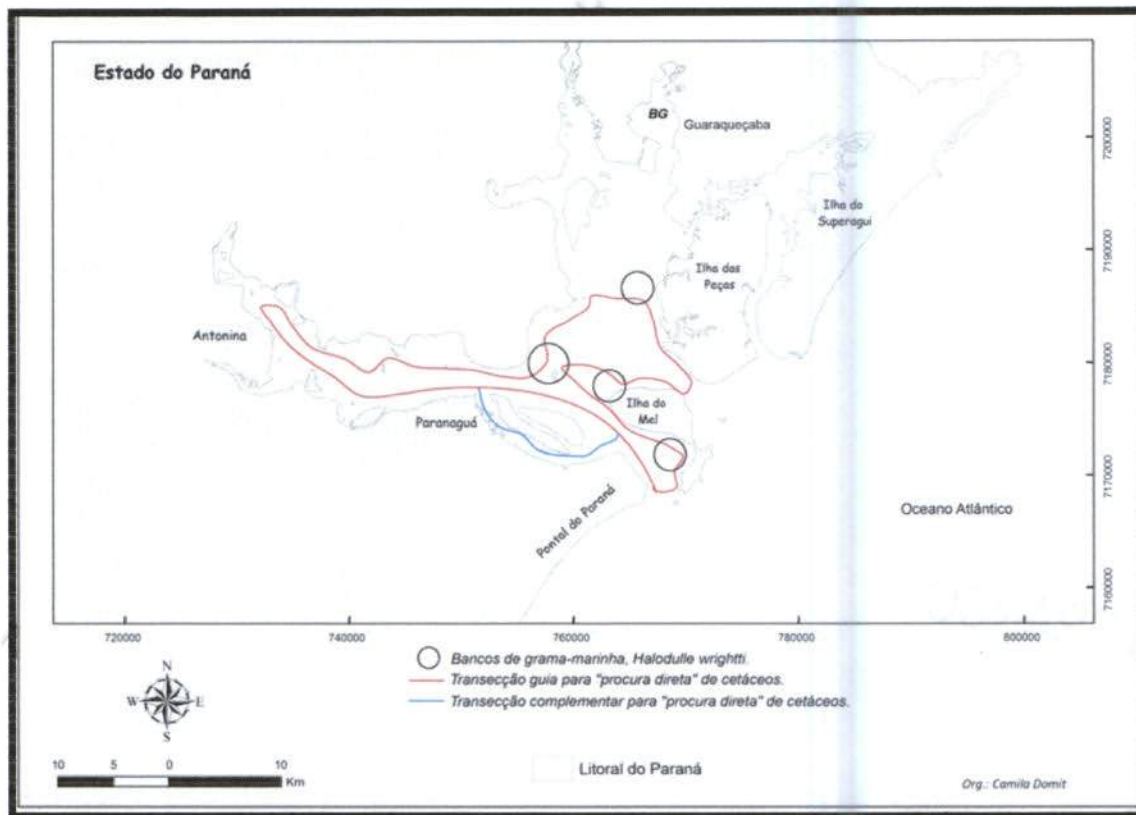 Estado do Paraná
BG
Guaraqueçaba
Ilha do
Superagui
Ilha das
Peças
Antonina
Ilha do
Mel
Paranaguá
Pontal do Paraná
Oceano Atlântico
7200000
7190000
7180000
7170000
7160000
720000
740000
760000
780000
800000
Bancos de grama-marinha, Halodulle wrightti.
Transecção guia para "procura direta" de cetáceos.
Transecção complementar para "procura direta" de cetáceos.
N
W
E
S
10
5
0
10
Km
Litoral do Paraná
Org.: Camila Domit